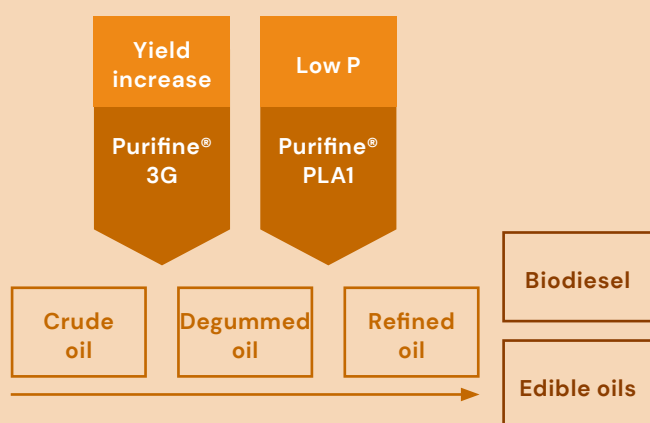 Yield
increase
Low P
Purifine®
3G
Purifine®
PLA1
Crude
oil
Degummed
oil
Refined
oil
Biodiesel
Edible oils